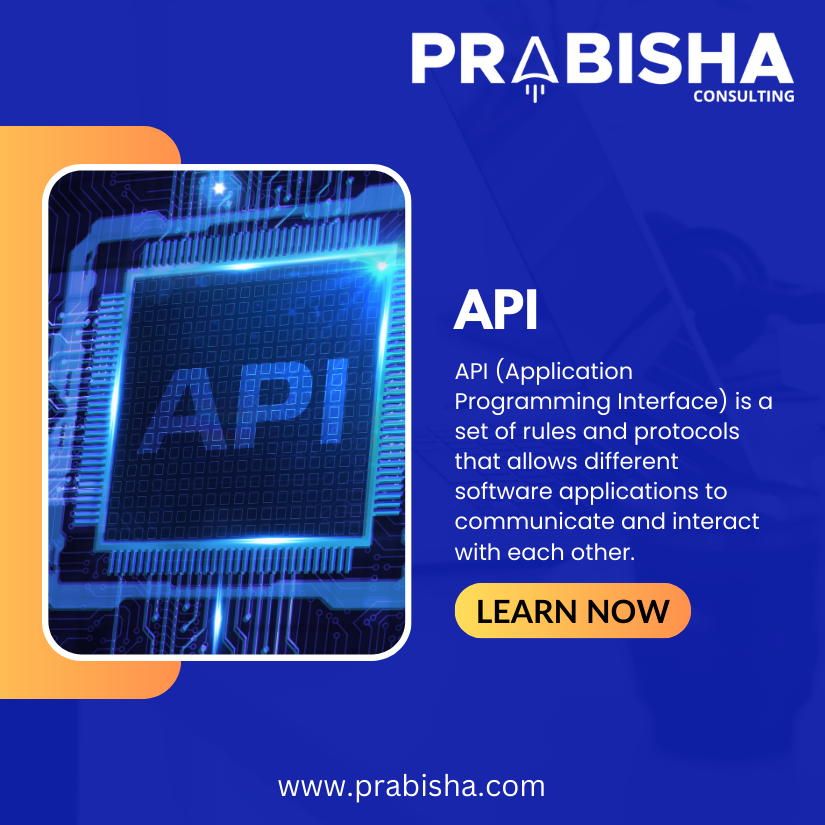 PRABISHA
CONSULTING
API
API
API (Application
Programming Interface) is a
set of rules and protocols
that allows different
software applications to
communicate and interact
with each other.
LEARN NOW
www.prabisha.com